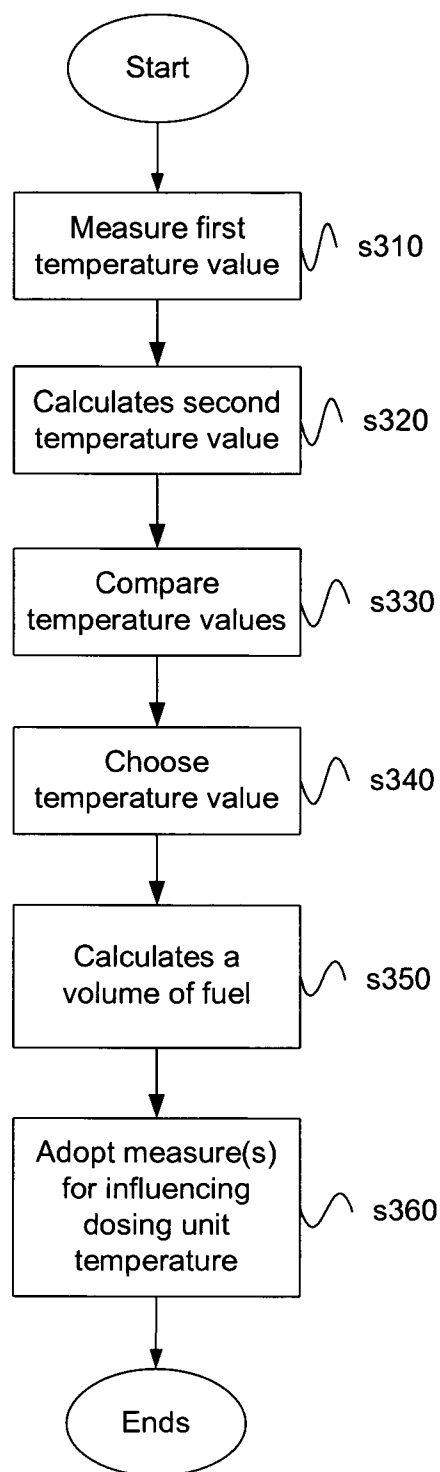 Start
Measure first
temperature value
s310
Calculates second
temperature value
s320
Compare
temperature values
s330
Choose
temperature value
s340
Calculates a
volume of fuel
s350
Adopt measure(s)
for influencing
dosing unit
temperature
s360
Ends